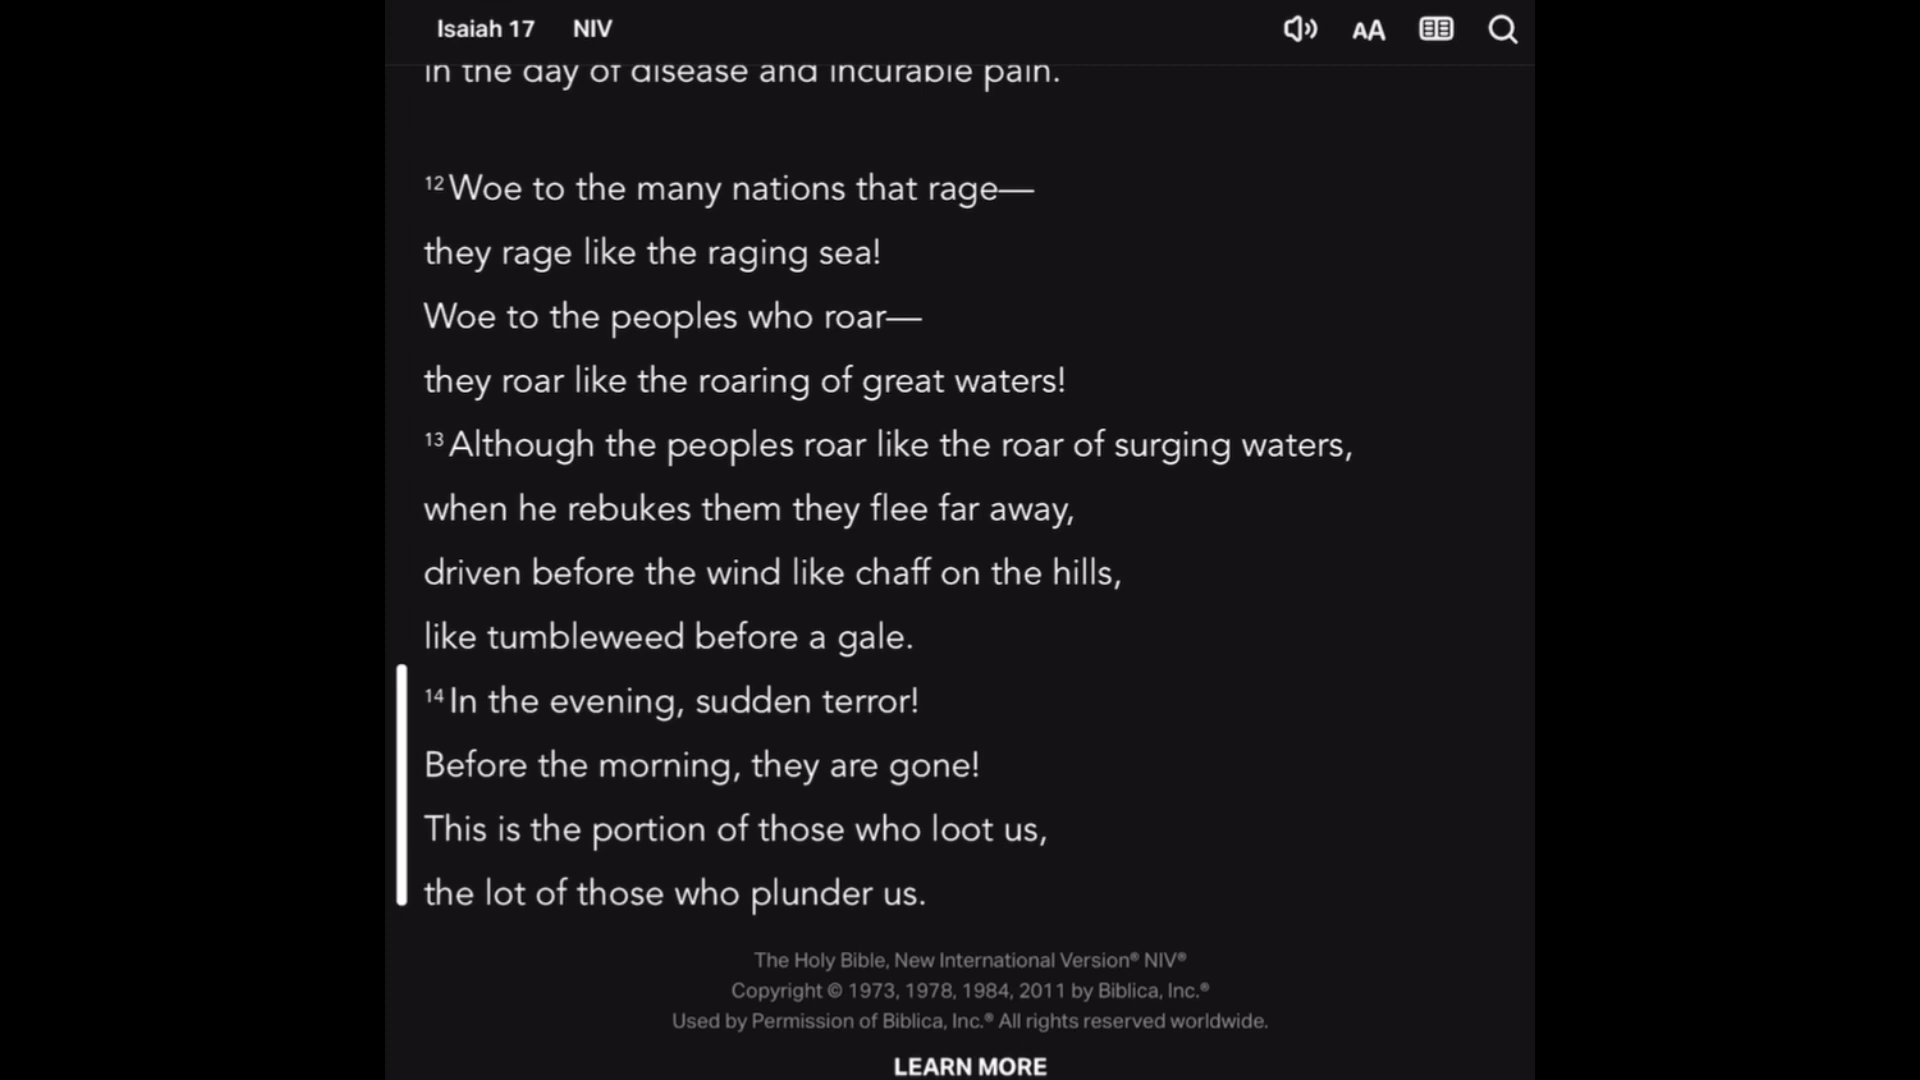 Isaiah 17 NIV AA
in the day of disease and incurable pain.
12 Woe to the many nations that rage—
they rage like the raging sea!
Woe to the peoples who roar—
they roar like the roaring of great waters!
13 Although the peoples roar like the roar of surging waters,
when he rebukes them they flee far away,
driven before the wind like chaff on the hills,
like tumbleweed before a gale.
14 In the evening, sudden terror!
Before the morning, they are gone!
This is the portion of those who loot us,
the lot of those who plunder us.
The Holy Bible, New International Version® NIV®
Copyright © 1973, 1978, 1984, 2011 by Biblica, Inc.®
Used by Permission of Biblica, Inc.® All rights reserved worldwide.
LEARN MORE